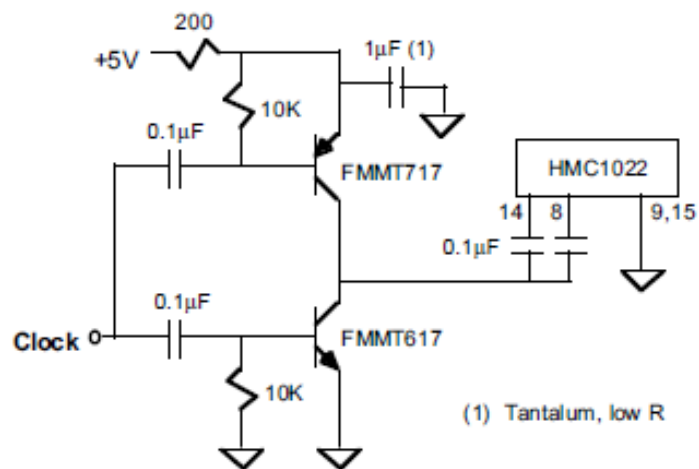 200
+5V
1µF (1)
10K
0.1µF
FMMT717
HMC1022
14 8 9,15
0.1µF
0.1µF
Clock
FMMT617
10K
(1) Tantalum, low R